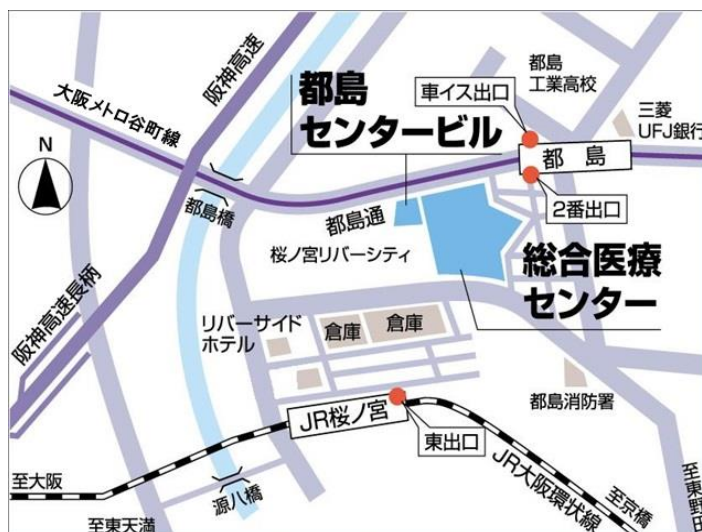 都島
工業高校
車イス出口
三菱
UFJ銀行
阪神高速
大阪メトロ谷町線
都島
センタービル
都島
N
2番出口
都島橋
都島通
桜ノ宮リバーシティ
総合医療
センター
阪神高速長柄
リバーサイド
ホテル
倉庫
倉庫
都島消防署
JR桜ノ宮
東出口
JR大阪環状線
至大阪
源八橋
至東天満
至京橋
至東野田